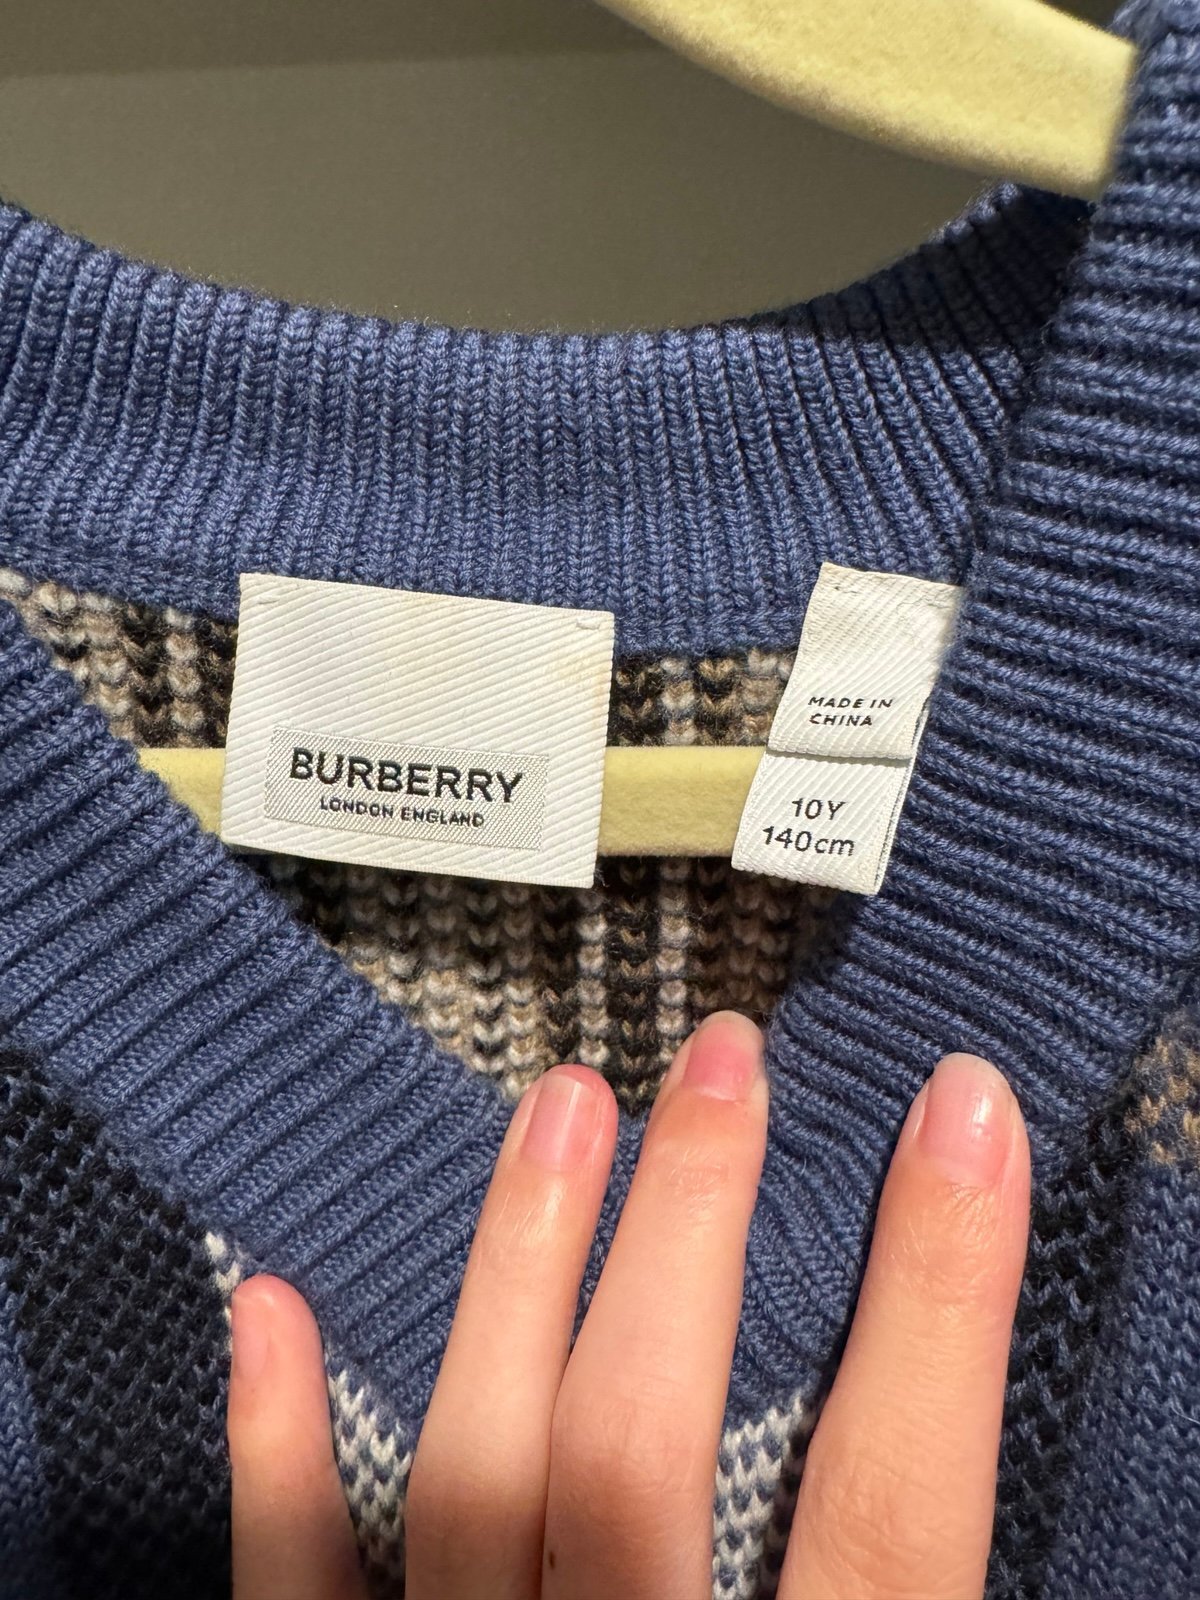 BURBERRY
LONDON ENGLAND
MADE IN
CHINA
10Y
140cm